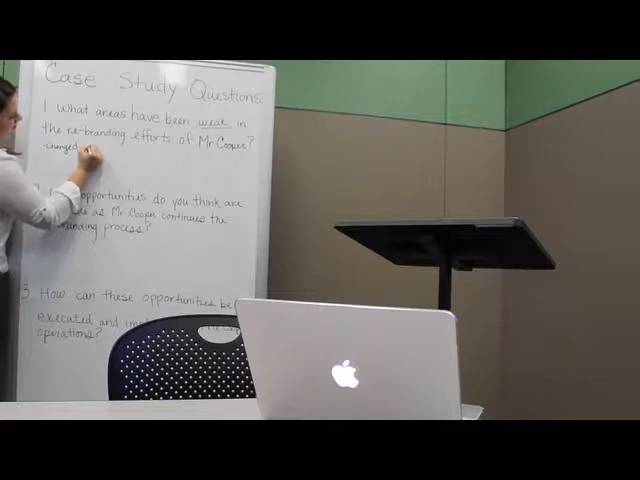 Case Study Questions.
1 What areas have been weak in
the re-branding efforts of Mr Cooper?
changed
opportunities do you think are
as Mr Cooper continues the
branding process?
3 How can these opportunities be
executed and
operations?